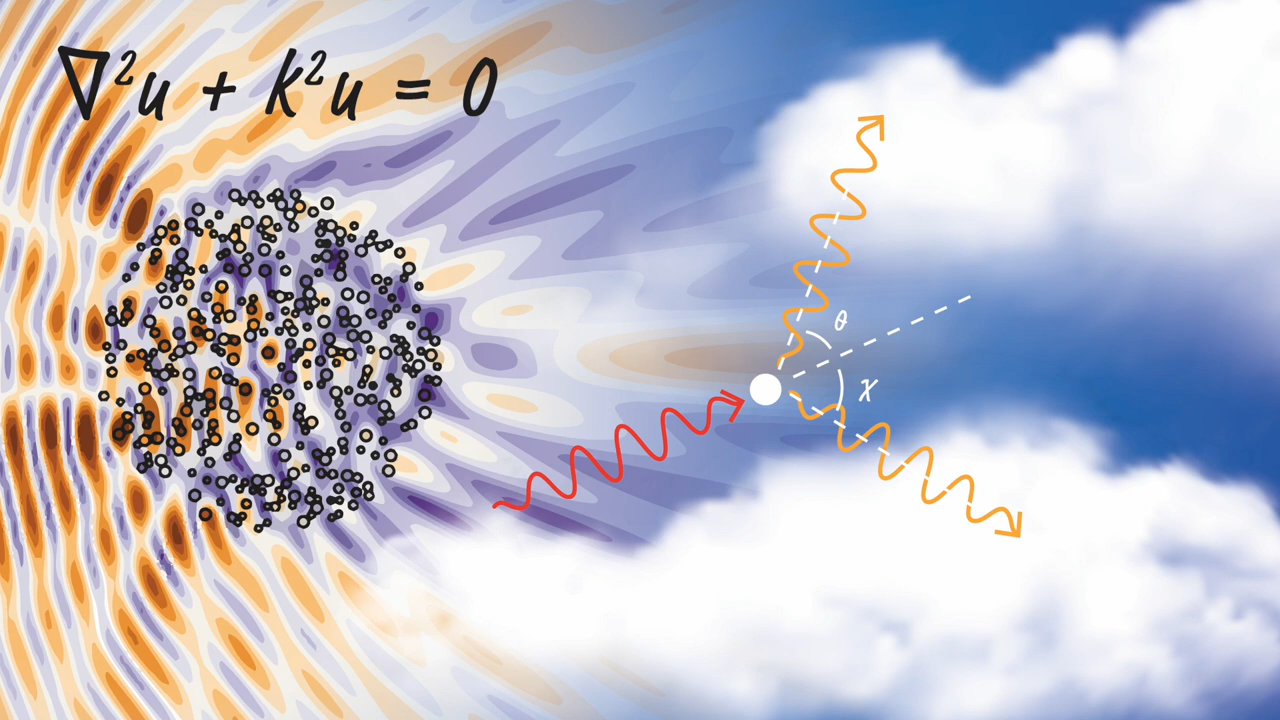 ∇²u + k²u = 0
θ
χ